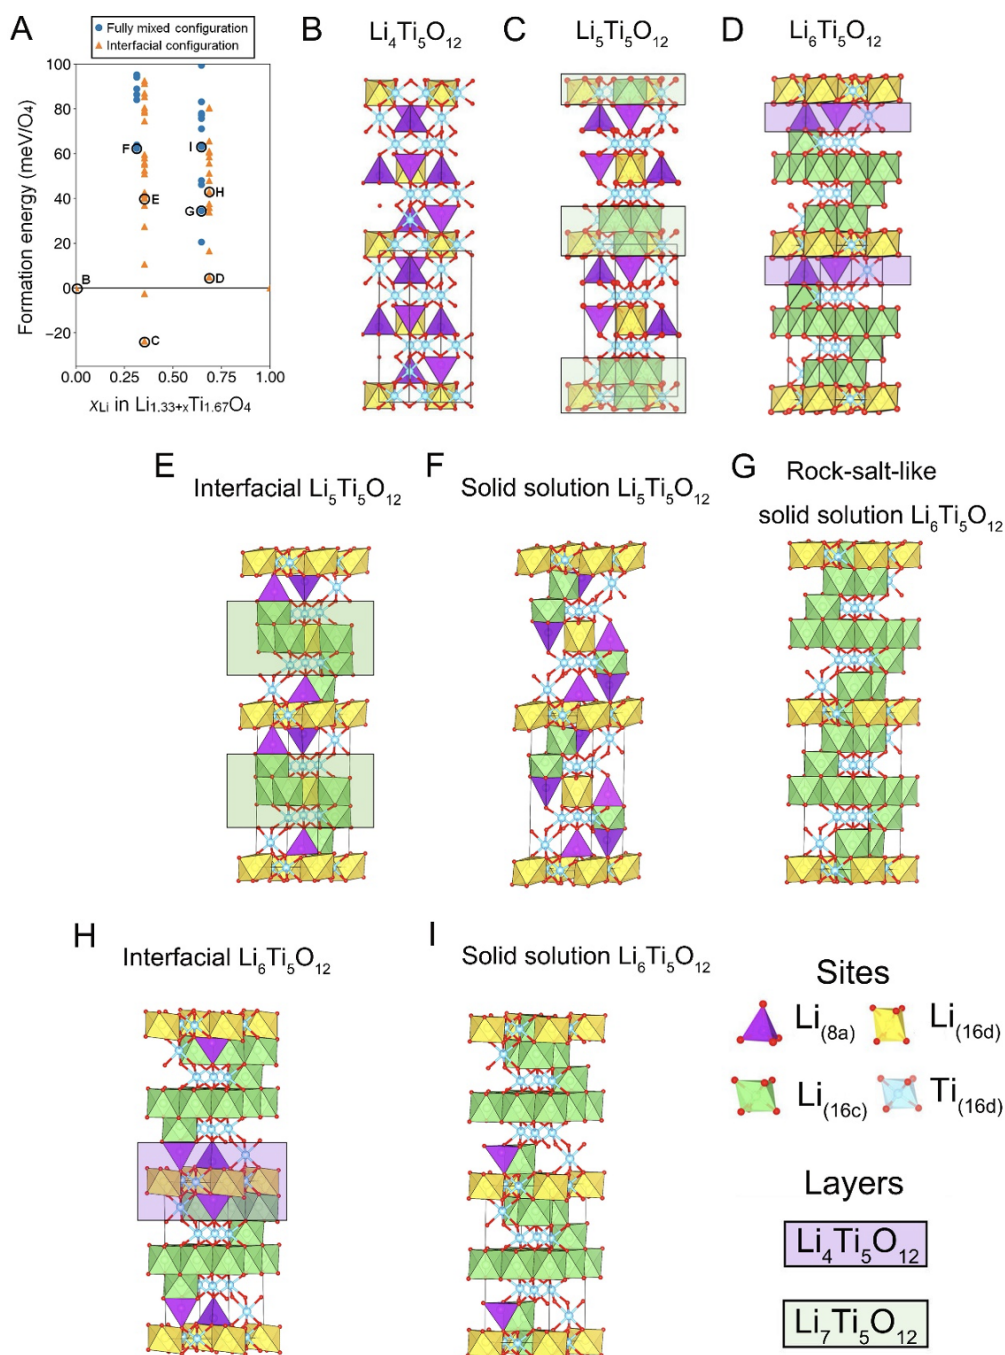 A
Fully mixed configuration
Interfacial configuration
Formation energy (meV/O₄)
100
80
60
40
20
0
−20
F
I
E
H
G
B
D
C
0.00 0.25 0.50 0.75 1.00
xLi in Li₁.₃₃₊ₓTi₁.₆₇O₄
B
Li₄Ti₅O₁₂
C
Li₅Ti₅O₁₂
D
Li₆Ti₅O₁₂
E
Interfacial Li₅Ti₅O₁₂
F
Solid solution Li₅Ti₅O₁₂
G
Rock-salt-like
solid solution Li₆Ti₅O₁₂
H
Interfacial Li₆Ti₅O₁₂
I
Solid solution Li₆Ti₅O₁₂
Sites
Li(8a)
Li(16d)
Li(16c)
Ti(16d)
Layers
Li₄Ti₅O₁₂
Li₇Ti₅O₁₂